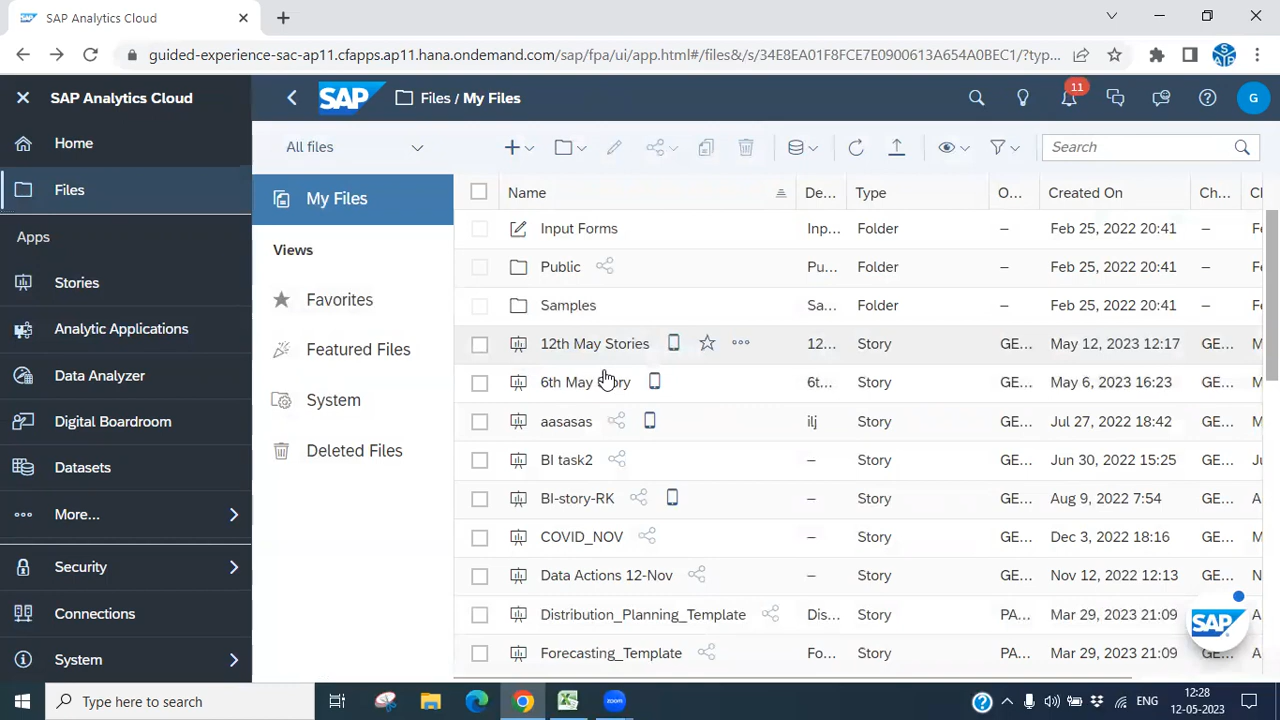 SAP Analytics Cloud
guided-experience-sac-ap11.cfapps.ap11.hana.ondemand.com/sap/fpa/ui/app.html#/files&/s/34E8EA01F8FCE7E0900613A654A0BEC1/?typ...
SAP Analytics Cloud
SAP Files / My Files 11 G
Home
All files Search
Files
My Files
Name De... Type O... Created On Ch...
Apps
Input Forms Inp... Folder – Feb 25, 2022 20:41 –
Views
Public Pu... Folder – Feb 25, 2022 20:41 –
Stories
Favorites
Samples Sa... Folder – Feb 25, 2022 20:41 –
Analytic Applications
12th May Stories 12... Story GE... May 12, 2023 12:17 GE...
Featured Files
Data Analyzer
6th May Story 6t... Story GE... May 6, 2023 16:23 GE...
System
Digital Boardroom
aasasas ilj Story GE... Jul 27, 2022 18:42 GE...
Deleted Files
Datasets
BI task2 – Story GE... Jun 30, 2022 15:25 GE...
BI-story-RK – Story GE... Aug 9, 2022 7:54 GE...
More...
COVID_NOV – Story GE... Dec 3, 2022 18:16 GE...
Security
Data Actions 12-Nov – Story GE... Nov 12, 2022 12:13 GE...
Connections
Distribution_Planning_Template Dis... Story PA... Mar 29, 2023 21:09 GE...
SAP
System
Forecasting_Template Fo... Story PA... Mar 29, 2023 21:09 GE...
Type here to search
zoom
ENG
12:28
12-05-2023